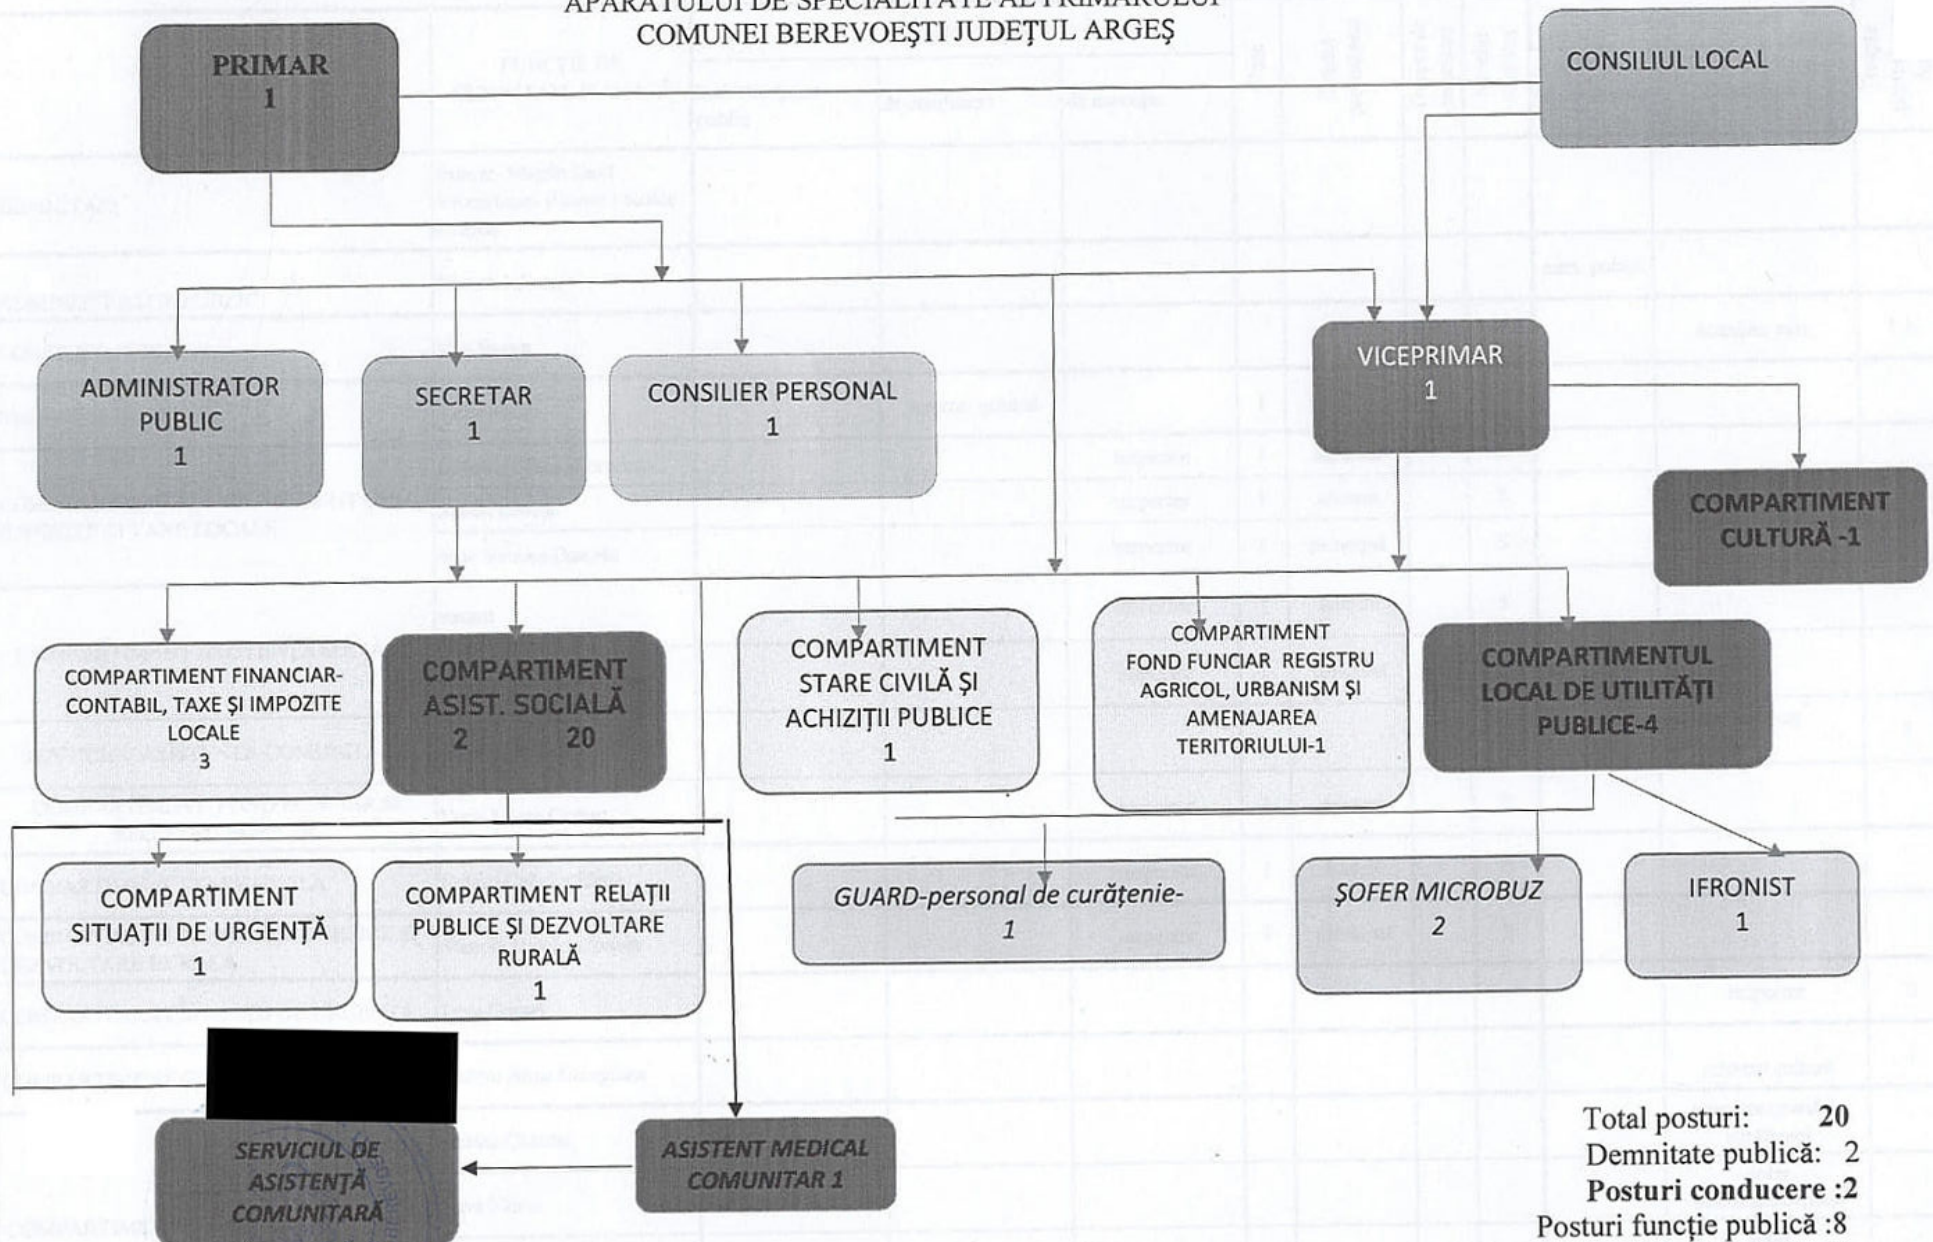 APARATULUI DE SPECIALITATE AL PRIMARULUI
COMUNEI BEREVOEŞTI JUDEŢUL ARGEŞ
PRIMAR
1
CONSILIUL LOCAL
ADMINISTRATOR
PUBLIC
1
SECRETAR
1
CONSILIER PERSONAL
1
VICEPRIMAR
1
COMPARTIMENT
CULTURĂ -1
COMPARTIMENT FINANCIAR-
CONTABIL, TAXE ŞI IMPOZITE
LOCALE
3
COMPARTIMENT
ASIST. SOCIALĂ
2 20
COMPARTIMENT
STARE CIVILĂ ŞI
ACHIZIŢII PUBLICE
1
COMPARTIMENT
FOND FUNCIAR REGISTRU
AGRICOL, URBANISM ŞI
AMENAJAREA
TERITORIULUI-1
COMPARTIMENTUL
LOCAL DE UTILITĂŢI
PUBLICE-4
COMPARTIMENT
SITUAŢII DE URGENŢĂ
1
COMPARTIMENT RELAŢII
PUBLICE ŞI DEZVOLTARE
RURALĂ
1
GUARD-personal de curăţenie-
1
ŞOFER MICROBUZ
2
IFRONIST
1
SERVICIUL DE
ASISTENŢĂ
COMUNITARĂ
ASISTENT MEDICAL
COMUNITAR 1
Total posturi: 20
Demnitate publică: 2
Posturi conducere :2
Posturi funcţie publică :8